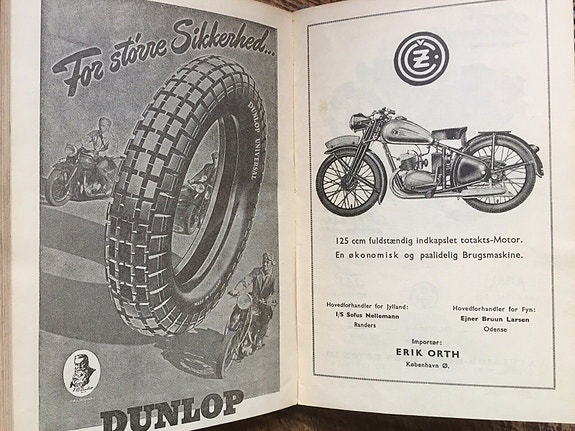 For større Sikkerhed...
DUNLOP UNIVERSAL
DUNLOP
ČZ
125 ccm fuldstændig indkapslet totakts-Motor.
En økonomisk og paalidelig Brugsmaskine.
Hovedforhandler for Jylland:
I/S Sofus Nellemann
Randers
Hovedforhandler for Fyn:
Ejner Bruun Larsen
Odense
Importør:
ERIK ORTH
København Ø.